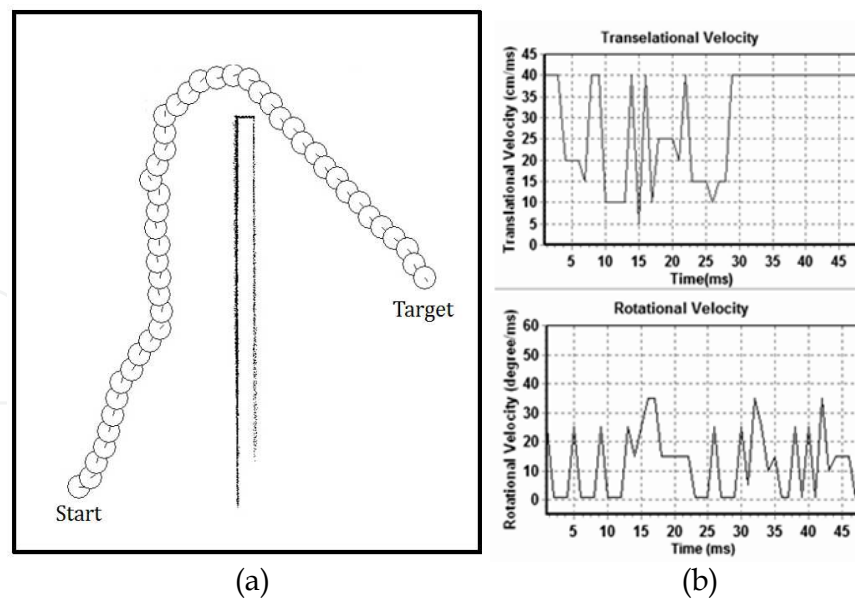 Start
Target
(a)
Transelational Velocity
Translational Velocity (cm/ms)
45
40
35
30
25
20
15
10
5
0
5 10 15 20 25 30 35 40 45
Time(ms)
Rotational Velocity
Rotational Velocity (degree/ms)
60
50
40
30
20
10
0
5 10 15 20 25 30 35 40 45
Time (ms)
(b)